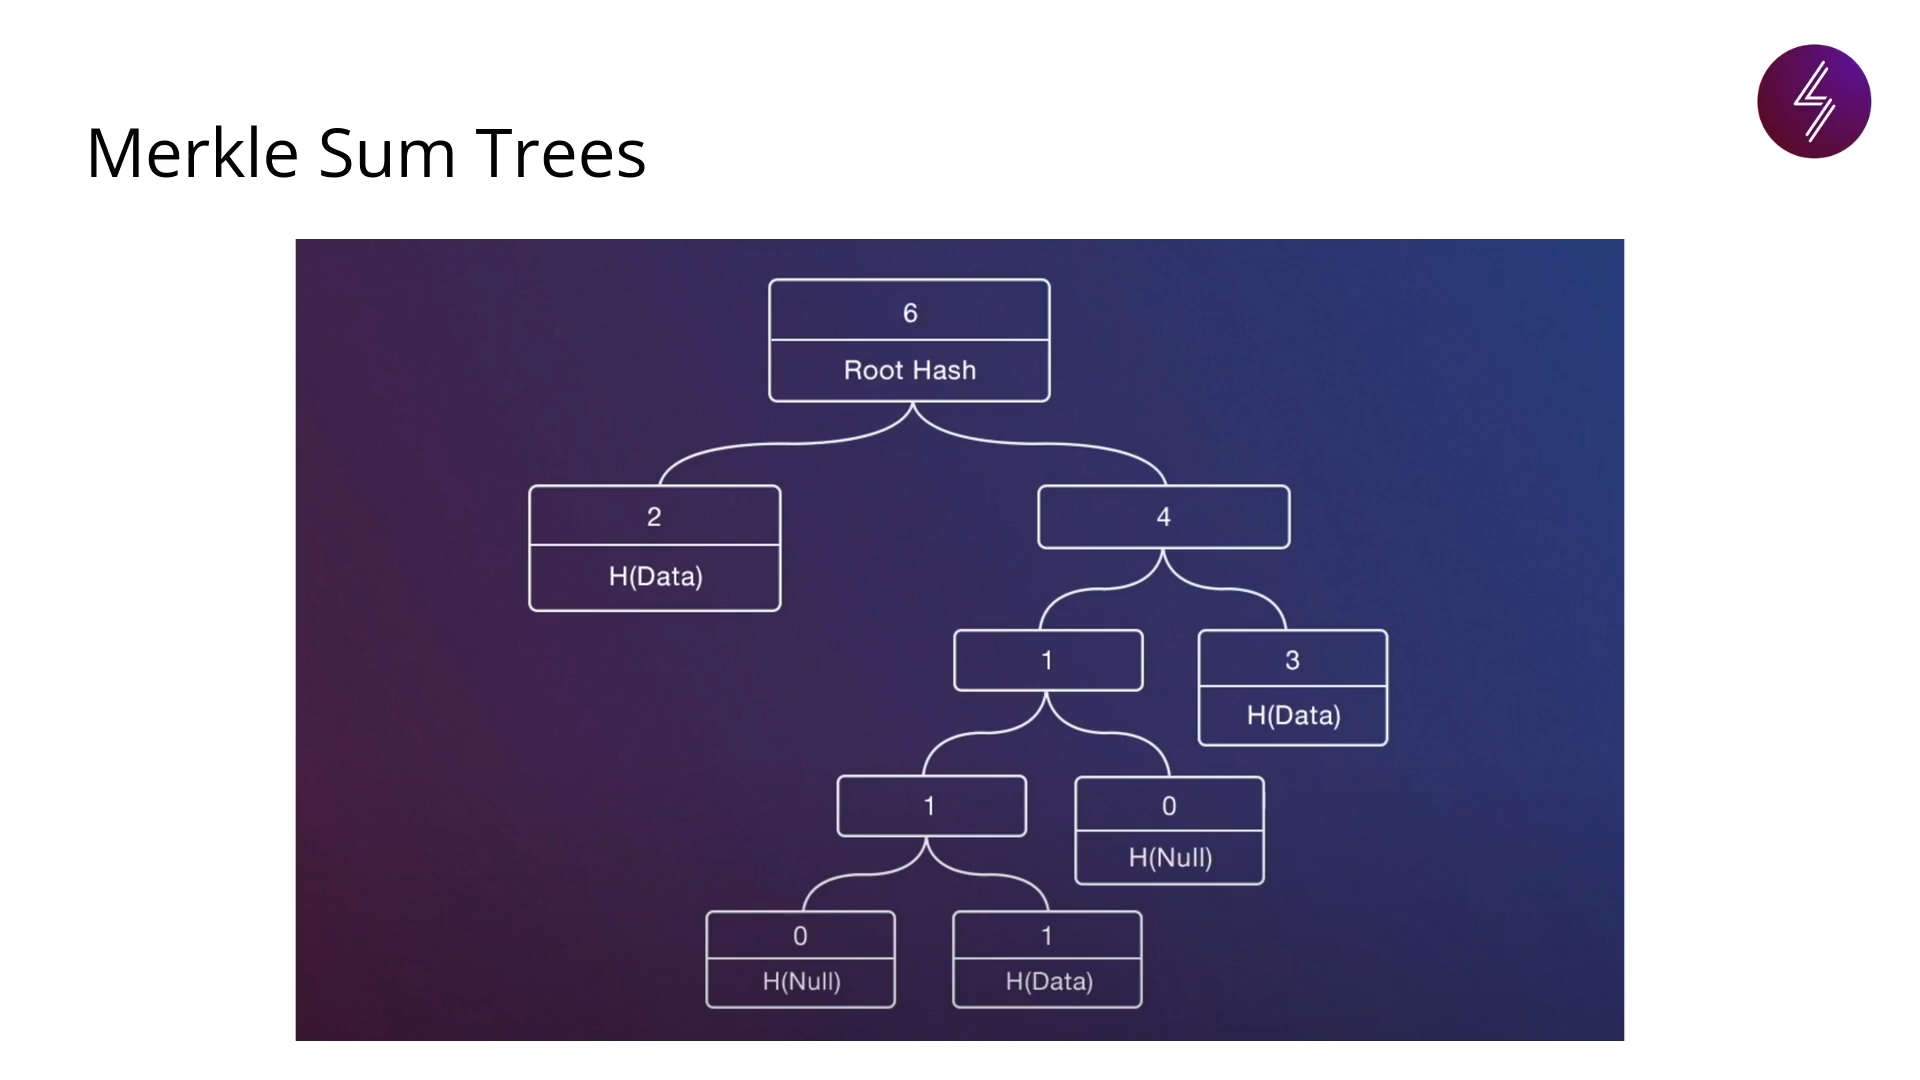 Merkle Sum Trees
6
Root Hash
2
H(Data)
4
1
3
H(Data)
1
0
H(Null)
0
H(Null)
1
H(Data)